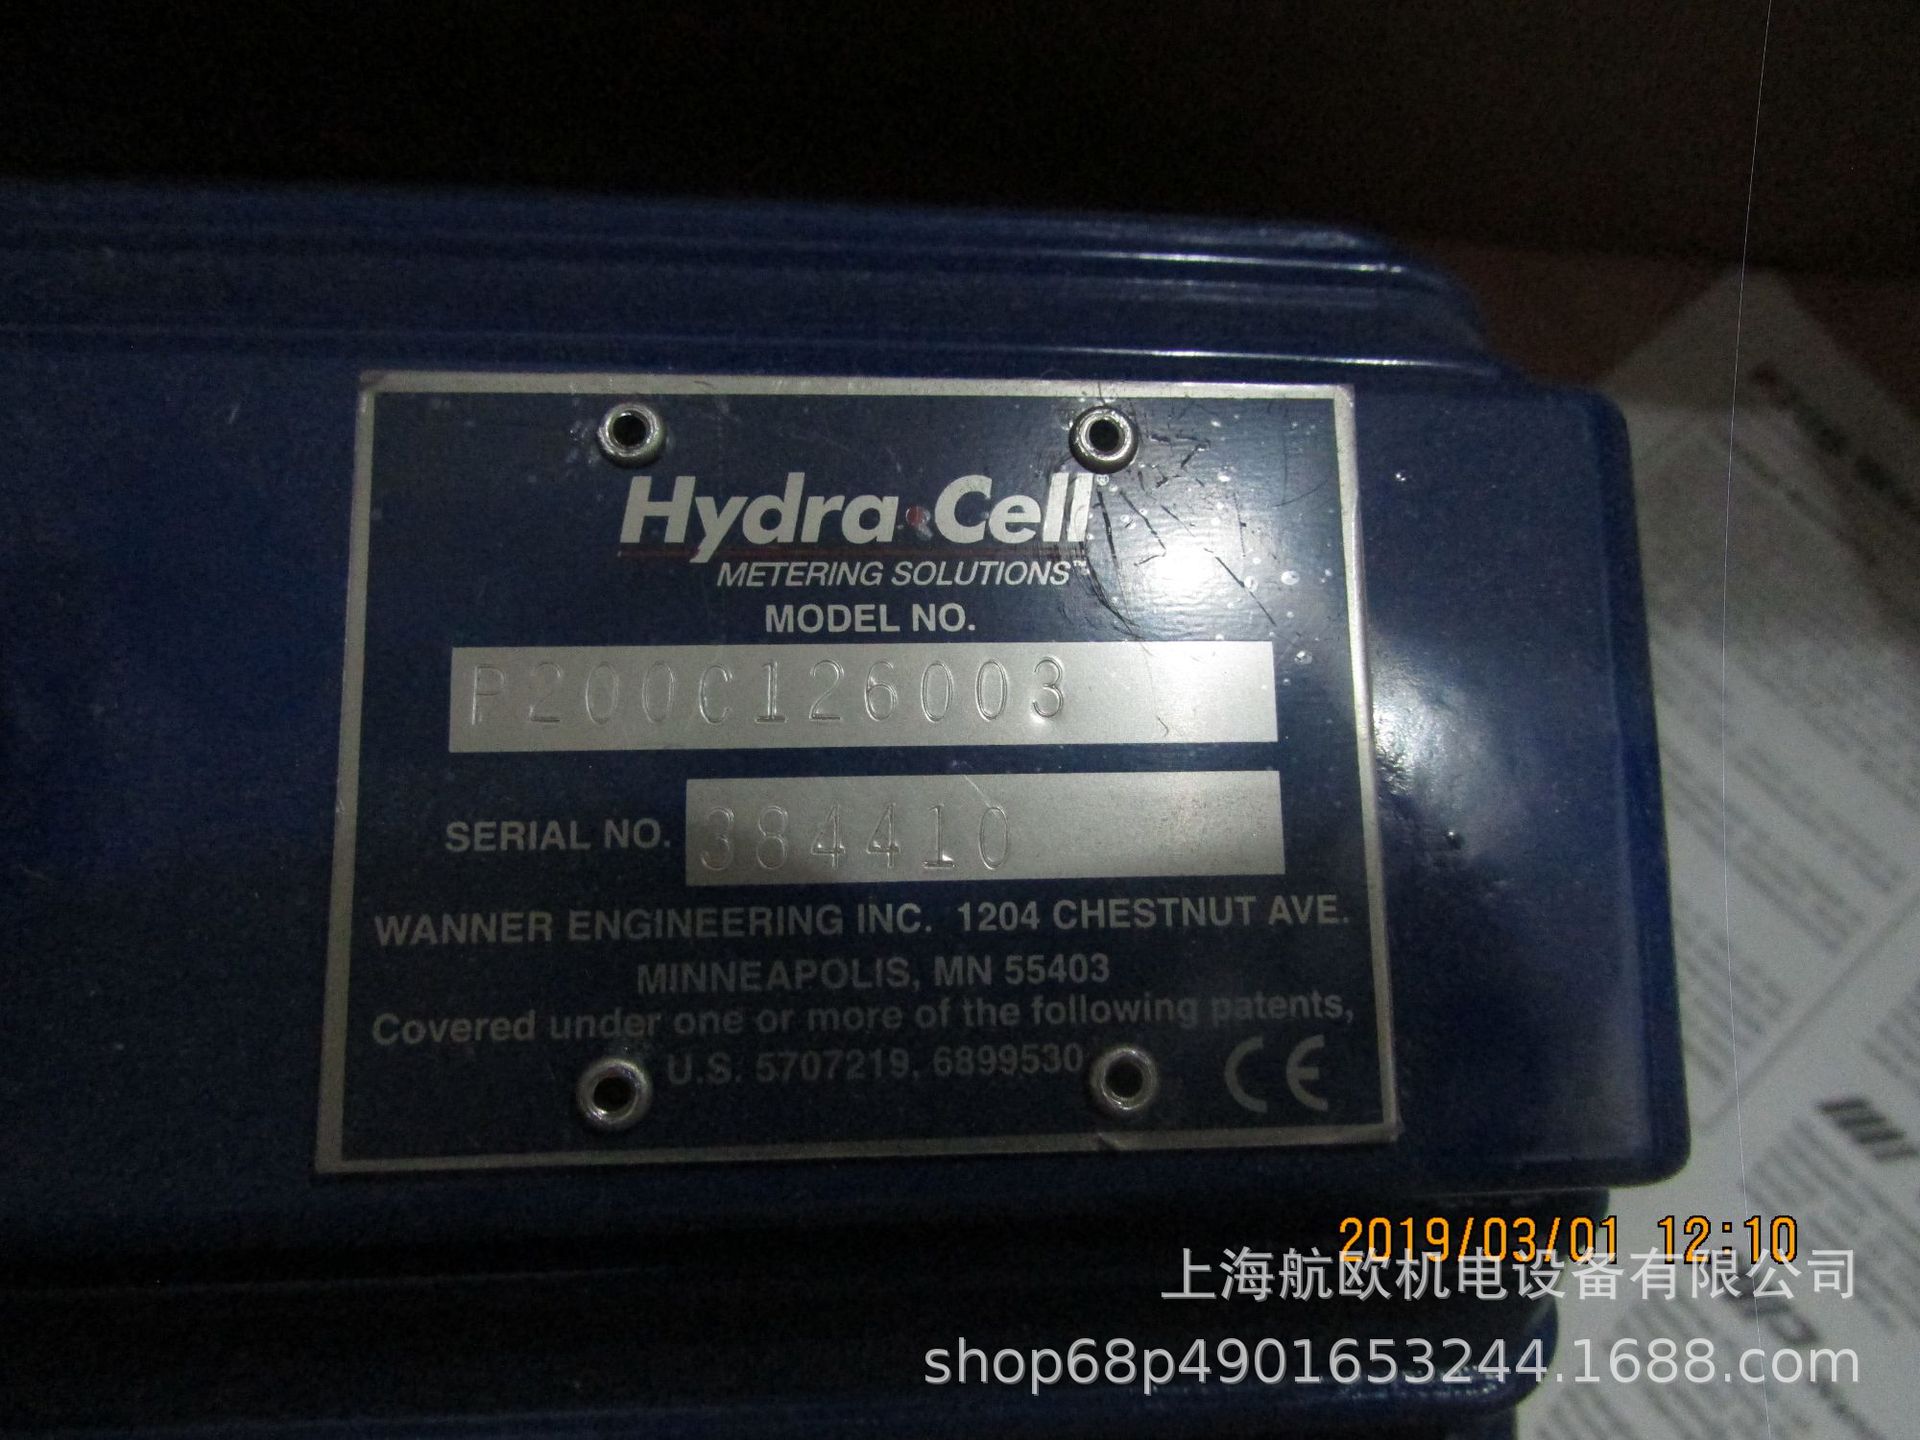 Hydra-Cell®
METERING SOLUTIONS™
MODEL NO.
P200C126003
SERIAL NO. 384410
WANNER ENGINEERING INC. 1204 CHESTNUT AVE.
MINNEAPOLIS, MN 55403
Covered under one or more of the following patents,
U.S. 5707219, 6899530
CE
2019/03/01 12:10
上海航欧机电设备有限公司
shop68p4901653244.1688.com